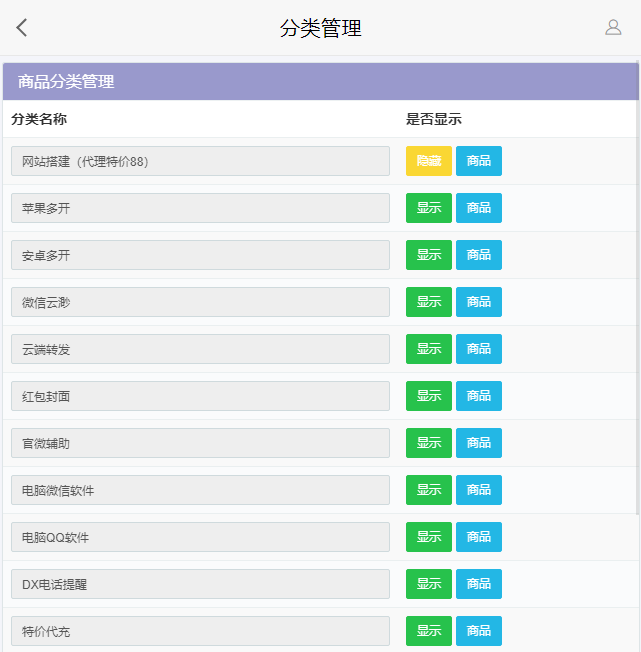 分类管理
商品分类管理
分类名称 是否显示
网站搭建（代理特价88） 隐藏 商品
苹果多开 显示 商品
安卓多开 显示 商品
微信云渺 显示 商品
云端转发 显示 商品
红包封面 显示 商品
官微辅助 显示 商品
电脑微信软件 显示 商品
电脑QQ软件 显示 商品
DX电话提醒 显示 商品
特价代充 显示 商品